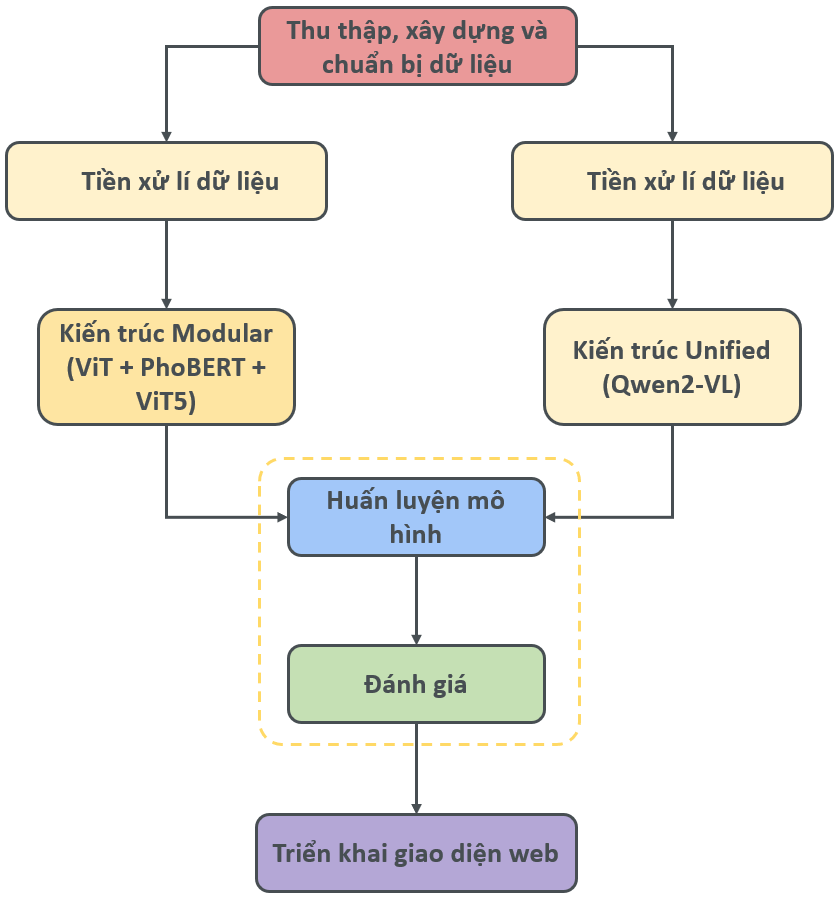 Thu thập, xây dựng và
chuẩn bị dữ liệu
Tiền xử lí dữ liệu
Tiền xử lí dữ liệu
Kiến trúc Modular
(ViT + PhoBERT +
ViT5)
Kiến trúc Unified
(Qwen2-VL)
Huấn luyện mô
hình
Đánh giá
Triển khai giao diện web